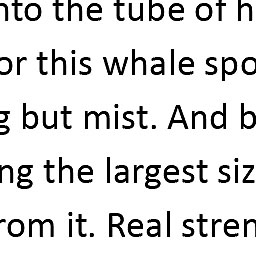 nto the tube of h
or this whale spo
g but mist. And b
ng the largest siz
rom it. Real stren